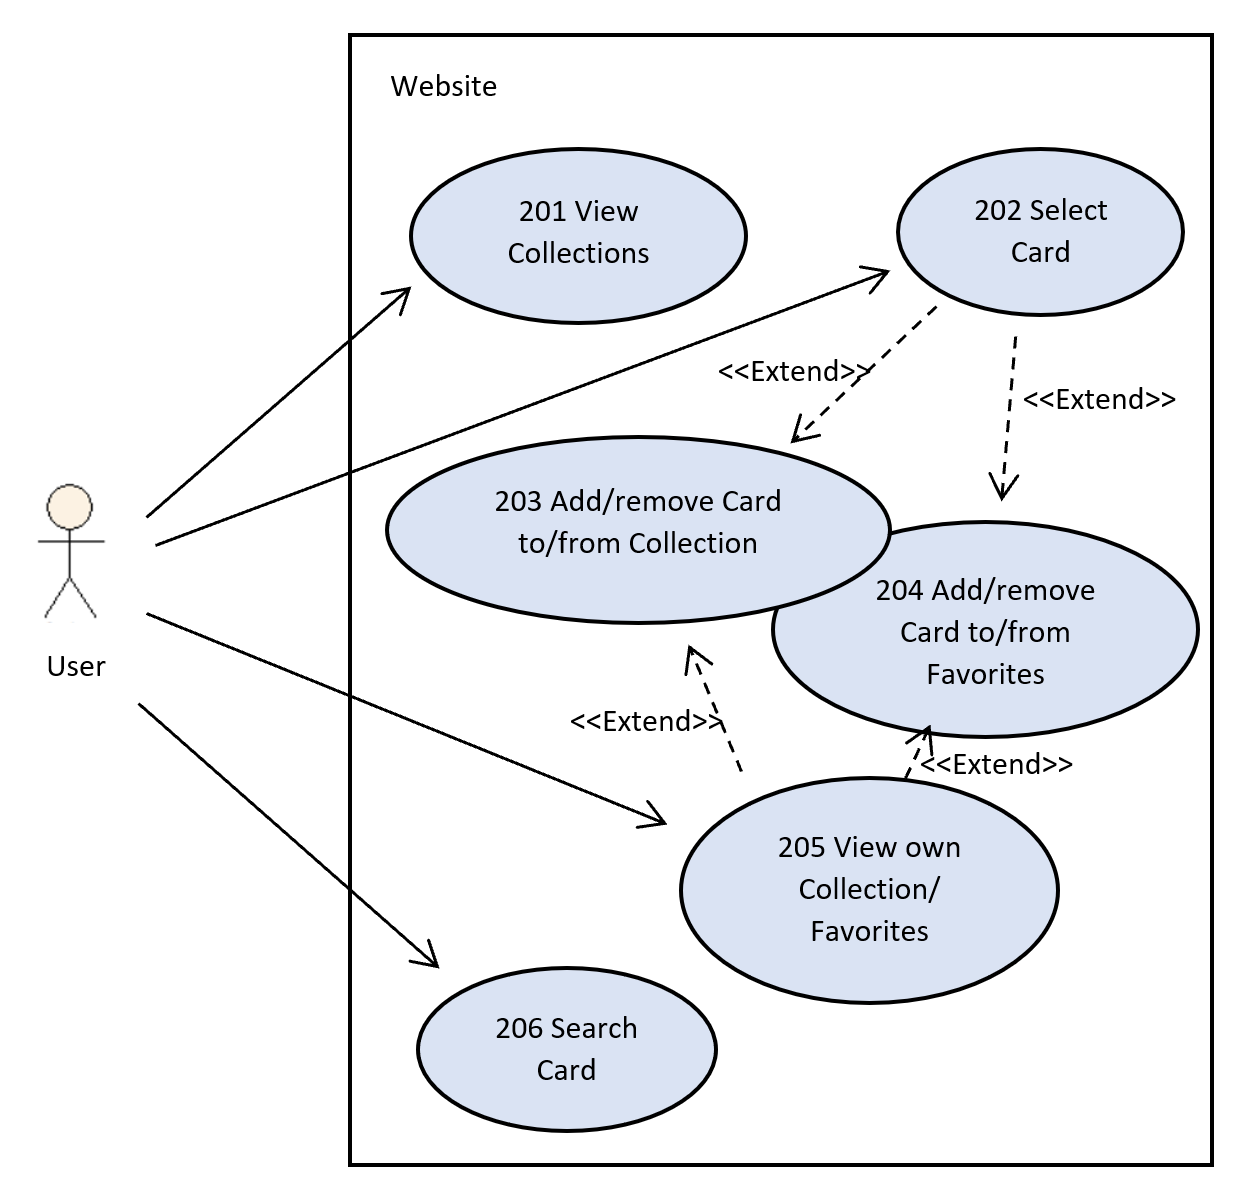 Website
201 View
Collections
202 Select
Card
<<Extend>>
<<Extend>>
203 Add/remove Card
to/from Collection
204 Add/remove
Card to/from
Favorites
User
<<Extend>>
<<Extend>>
205 View own
Collection/
Favorites
206 Search
Card